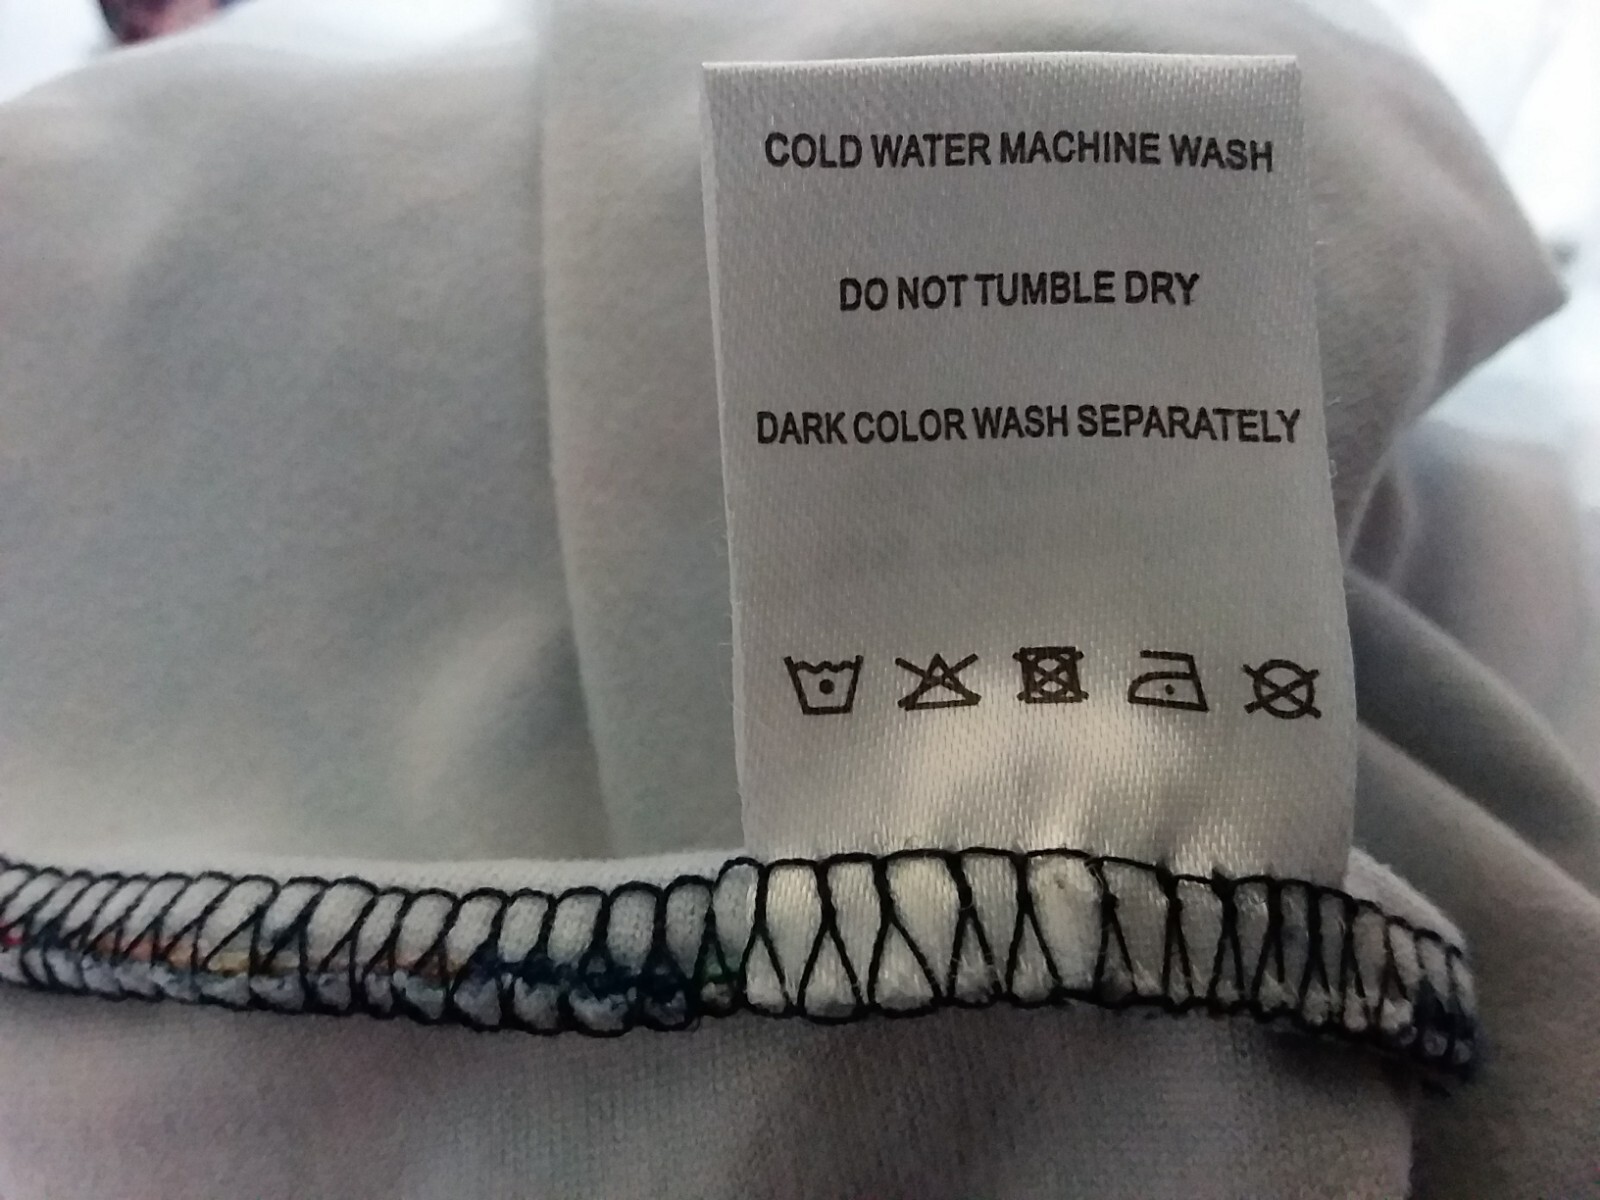 COLD WATER MACHINE WASH
DO NOT TUMBLE DRY
DARK COLOR WASH SEPARATELY